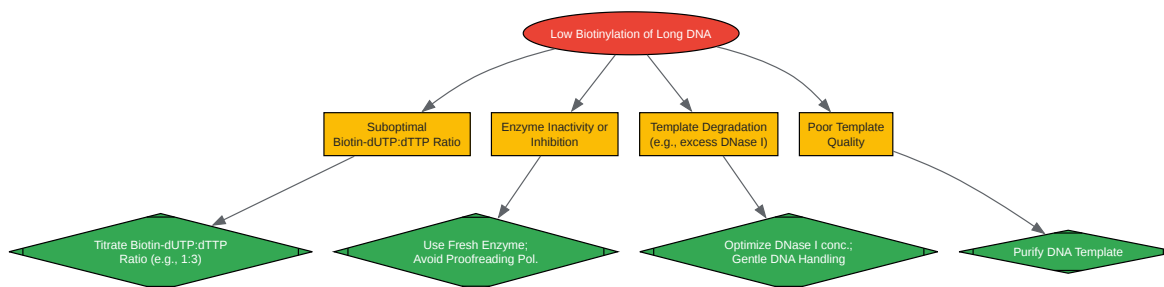 Low Biotinylation of Long DNA
Suboptimal
Biotin-dUTP:dTTP Ratio
Enzyme Inactivity or
Inhibition
Template Degradation
(e.g., excess DNase I)
Poor Template
Quality
Titrate Biotin-dUTP:dTTP
Ratio (e.g., 1:3)
Use Fresh Enzyme;
Avoid Proofreading Pol.
Optimize DNase I conc.;
Gentle DNA Handling
Purify DNA Template